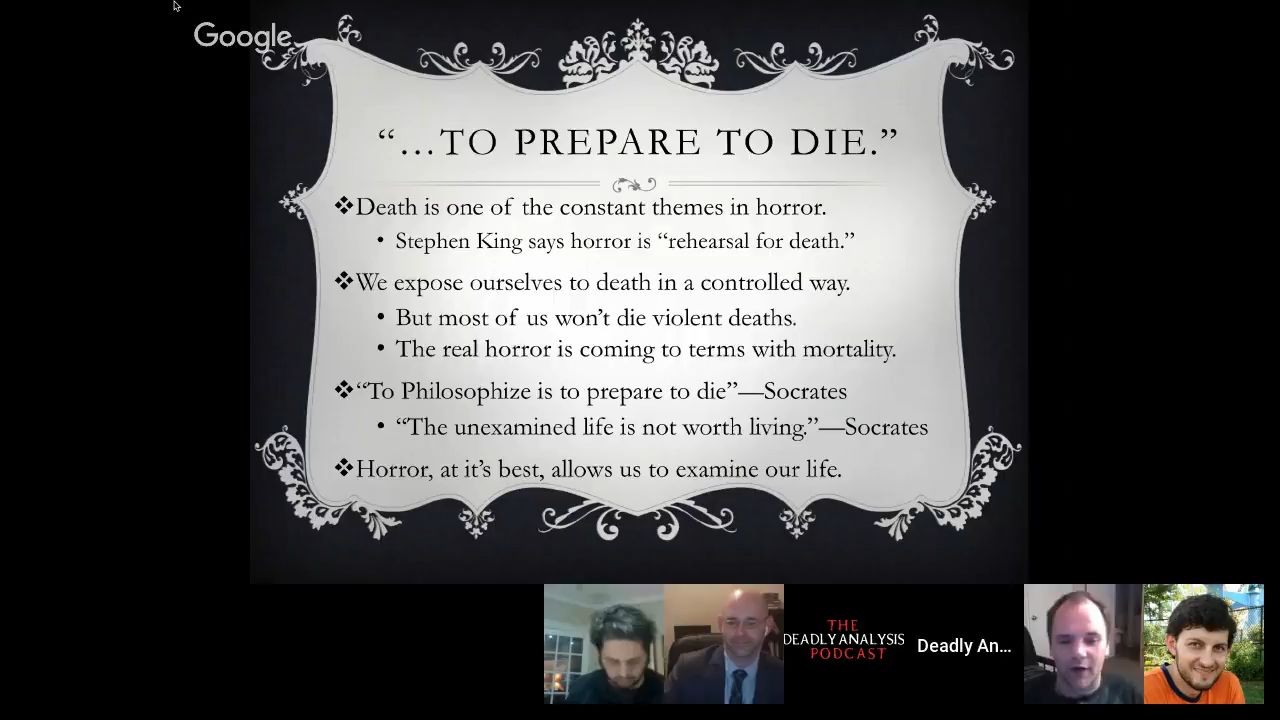 Google
“...TO PREPARE TO DIE.”
❖Death is one of the constant themes in horror.
• Stephen King says horror is “rehearsal for death.”
❖We expose ourselves to death in a controlled way.
• But most of us won’t die violent deaths.
• The real horror is coming to terms with mortality.
❖“To Philosophize is to prepare to die”—Socrates
• “The unexamined life is not worth living.”—Socrates
❖Horror, at it’s best, allows us to examine our life.
THE
DEADLY ANALYSIS
PODCAST
Deadly An...